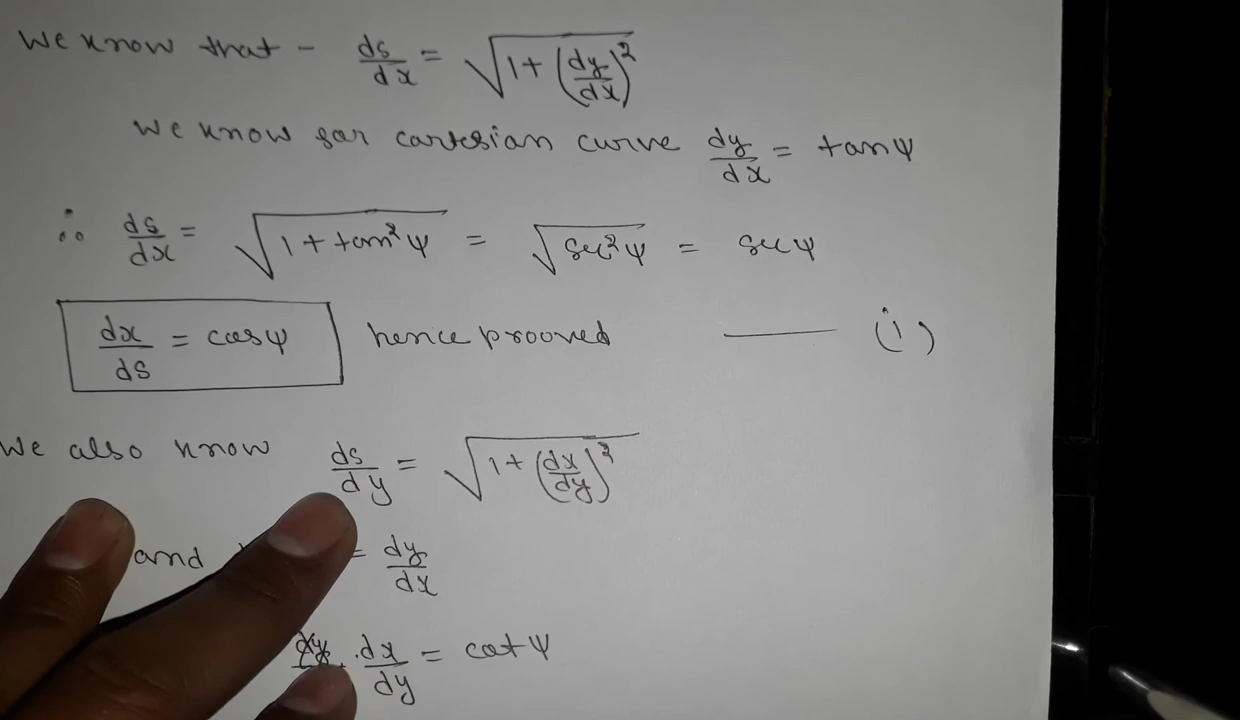 We know that - ds/dx = √(1 + (dy/dx)²)
We know for cartesian curve dy/dx = tanψ
∴ ds/dx = √(1 + tan²ψ) = √(sec²ψ) = secψ
dx/ds = cosψ hence prooved —— (1)
We also know ds/dy = √(1 + (dx/dy)²)
and = dy/dx
dx/dy = cotψ